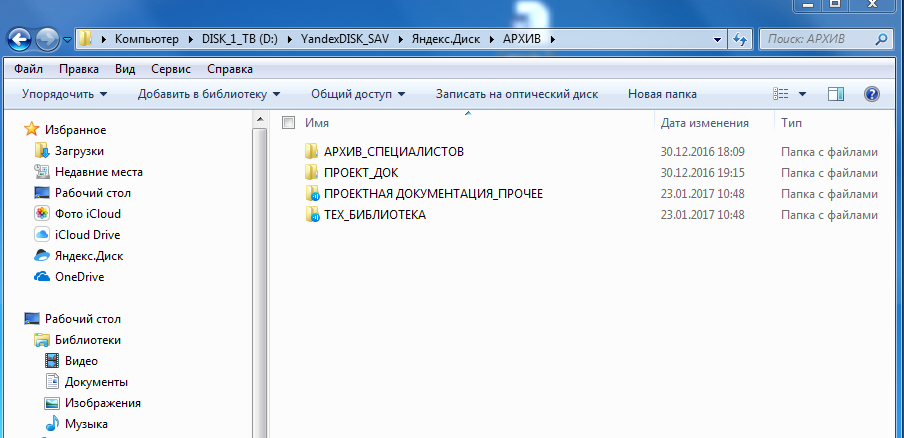 Компьютер ▸ DISK_1_TB (D:) ▸ YandexDISK_SAV ▸ Яндекс.Диск ▸ АРХИВ ▸ Поиск: АРХИВ
Файл Правка Вид Сервис Справка
Упорядочить Добавить в библиотеку Общий доступ Записать на оптический диск Новая папка
Избранное
Загрузки
Недавние места
Рабочий стол
Фото iCloud
iCloud Drive
Яндекс.Диск
OneDrive
Рабочий стол
Библиотеки
Видео
Документы
Изображения
Музыка
Имя Дата изменения Тип
АРХИВ_СПЕЦИАЛИСТОВ 30.12.2016 18:09 Папка с файлами
ПРОЕКТ_ДОК 30.12.2016 19:15 Папка с файлами
ПРОЕКТНАЯ ДОКУМЕНТАЦИЯ_ПРОЧЕЕ 23.01.2017 10:48 Папка с файлами
ТЕХ_БИБЛИОТЕКА 23.01.2017 10:48 Папка с файлами